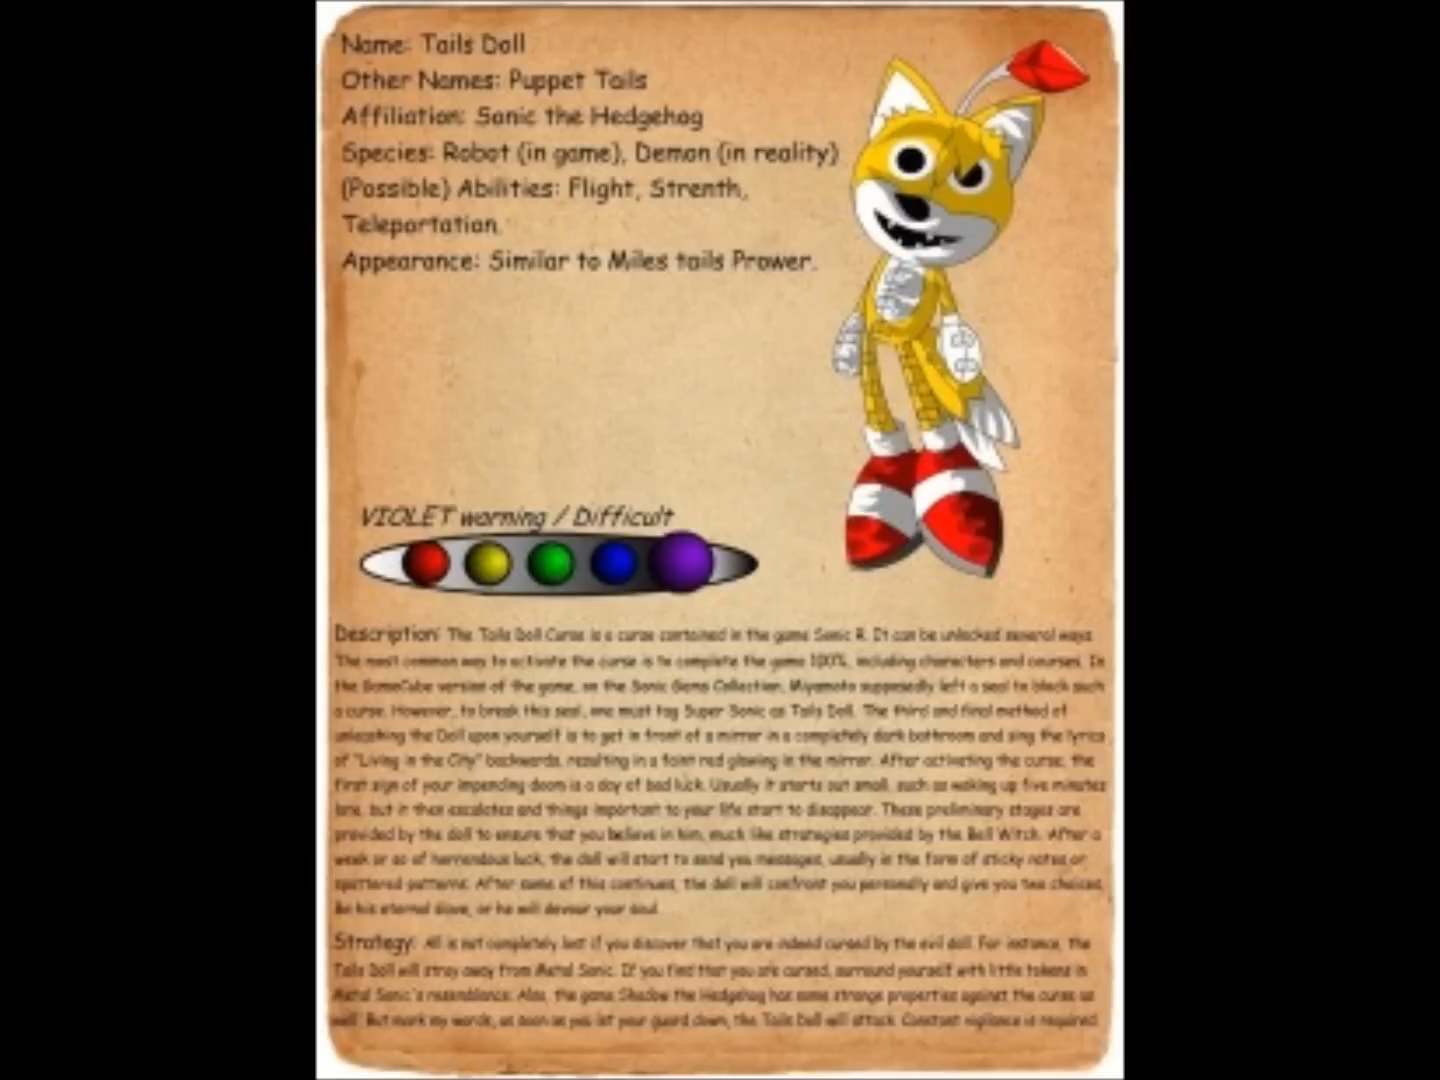 Name: Tails Doll
Other Names: Puppet Tails
Affiliation: Sonic the Hedgehog
Species: Robot (in game), Demon (in reality)
(Possible) Abilities: Flight, Strenth,
Teleportation.
Appearance: Similar to Miles tails Prower.
VIOLET warning / Difficult
Description: The Tails Doll Curse is a curse contained in the game Sonic R. It can be unlocked several ways.
The most common way to activate the curse is to complete the game 100%, including characters and courses. In
the GameCube version of the game, on the Sonic Gems Collection, Miyamoto supposedly left a seal to block such
a curse. However, to break this seal, one must tag Super Sonic as Tails Doll. The third and final method of
unleashing the Doll upon yourself is to get in front of a mirror in a completely dark bathroom and sing the lyrics
of "Living in the City" backwards, resulting in a faint red glowing in the mirror. After activating the curse, the
first sign of your impending doom is a day of bad luck. Usually it starts out small, such as waking up five minutes
late, but it then escalates and things important to your life start to disappear. These preliminary stages are
provided by the doll to ensure that you believe in him, much like strategies provided by the Bell Witch. After a
week or so of horrendous luck, the doll will start to send you messages, usually in the form of sticky notes or
spattered patterns. After some of this continues, the doll will confront you personally and give you two choices,
Be his eternal slave, or he will devour your soul.
Strategy: All is not completely lost if you discover that you are indeed cursed by the evil doll. For instance, the
Tails Doll will stray away from Metal Sonic. If you find that you are cursed, surround yourself with little tokens in
Metal Sonic's resemblance. Also, the game Shadow the Hedgehog has some strange properties against the curse as
well. But mark my words, as soon as you let your guard down, the Tails Doll will attack. Constant vigilance is required.